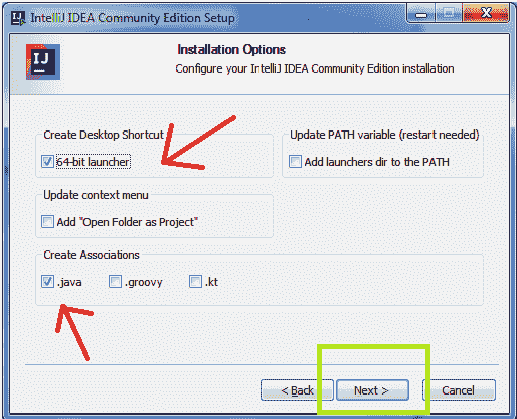 IntelliJ IDEA Community Edition Setup
IJ
Installation Options
Configure your IntelliJ IDEA Community Edition installation
Create Desktop Shortcut
64-bit launcher
Update PATH variable (restart needed)
Add launchers dir to the PATH
Update context menu
Add "Open Folder as Project"
Create Associations
.java .groovy .kt
< Back Next > Cancel